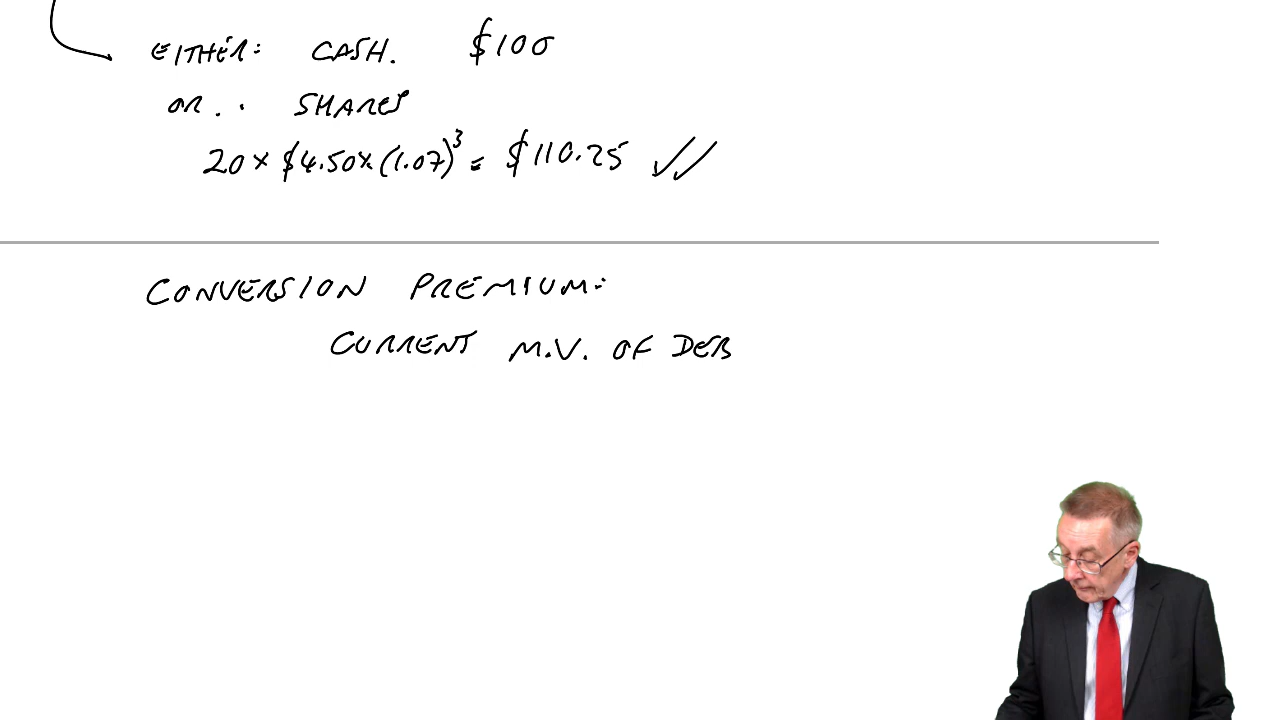 EITHER: CASH. $100
OR.. SHARES
20 × $4.50 × (1.07)³ = $110.25 ✓✓
CONVERSION PREMIUM:
CURRENT M.V. OF DEB